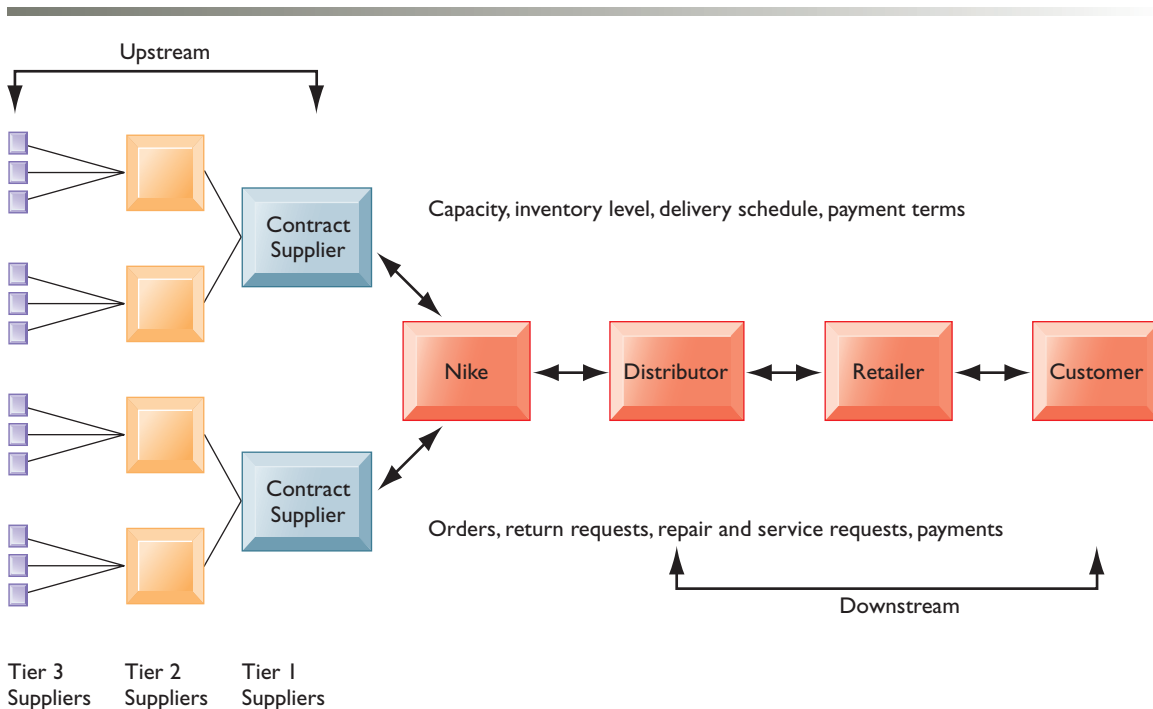 Upstream
Contract
Supplier
Capacity, inventory level, delivery schedule, payment terms
Nike
Distributor
Retailer
Customer
Contract
Supplier
Orders, return requests, repair and service requests, payments
Downstream
Tier 3
Suppliers
Tier 2
Suppliers
Tier 1
Suppliers